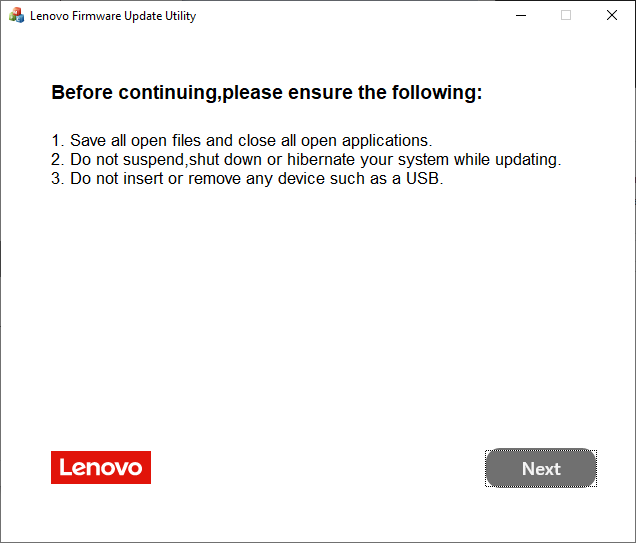 Lenovo Firmware Update Utility
Before continuing,please ensure the following:
1. Save all open files and close all open applications.
2. Do not suspend,shut down or hibernate your system while updating.
3. Do not insert or remove any device such as a USB.
Lenovo
Next